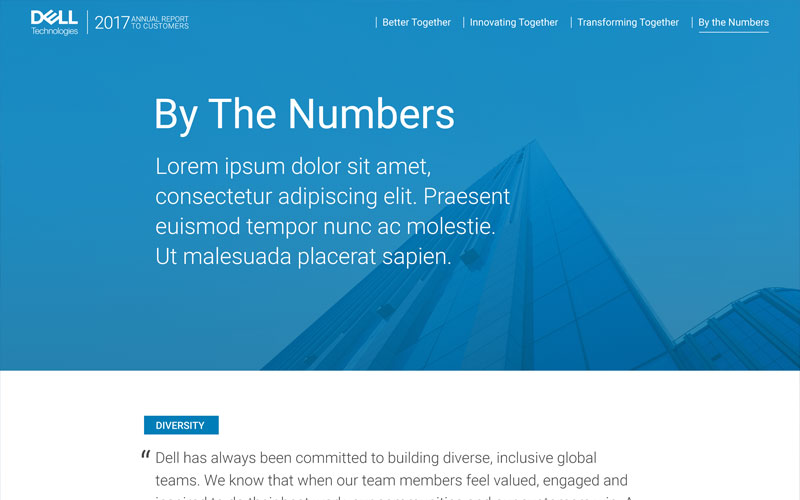 DELL
Technologies
2017 ANNUAL REPORT
TO CUSTOMERS
Better Together
Innovating Together
Transforming Together
By the Numbers
By The Numbers
Lorem ipsum dolor sit amet,
consectetur adipiscing elit. Praesent
euismod tempor nunc ac molestie.
Ut malesuada placerat sapien.
DIVERSITY
“ Dell has always been committed to building diverse, inclusive global
teams. We know that when our team members feel valued, engaged and